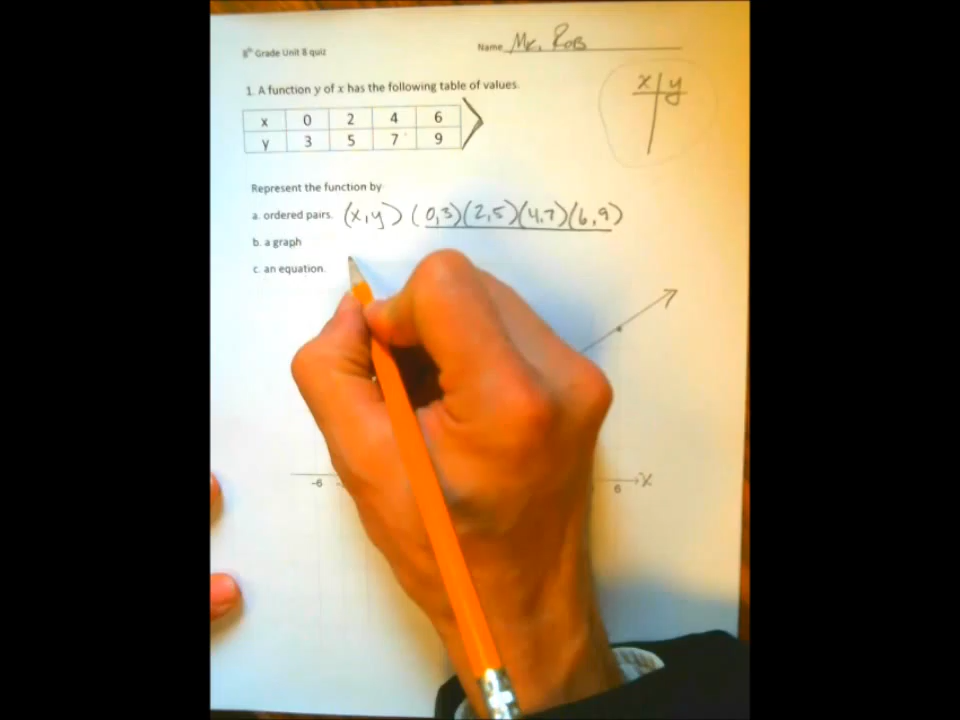 8th Grade Unit 8 quiz
Name Mr. Rob
1. A function y of x has the following table of values.
x 0 2 4 6
y 3 5 7 9
x y
Represent the function by
a. ordered pairs. (x,y) (0,3)(2,5)(4,7)(6,9)
b. a graph
c. an equation.
-6 6 x